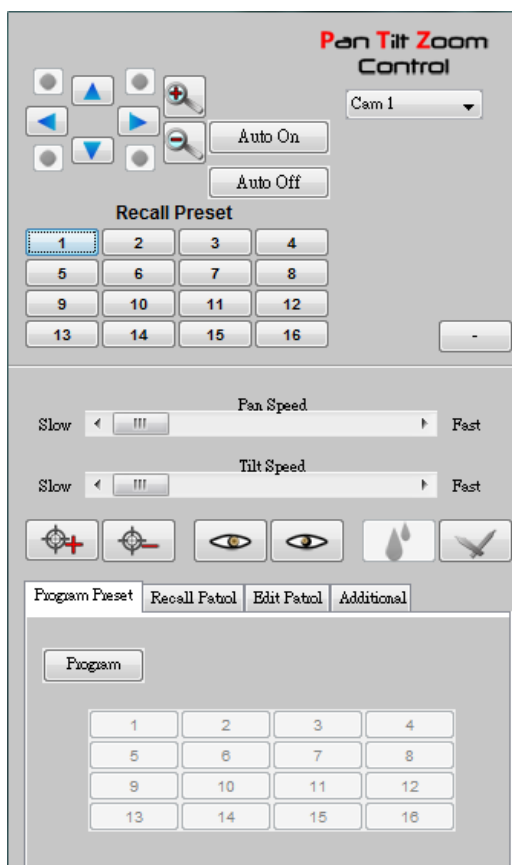 Pan Tilt Zoom
Control
Cam 1
Auto On
Auto Off
Recall Preset
1 2 3 4
5 6 7 8
9 10 11 12
13 14 15 16
-
Pan Speed
Slow Fast
Tilt Speed
Slow Fast
Program Preset Recall Patrol Edit Patrol Additional
Program
1 2 3 4
5 6 7 8
9 10 11 12
13 14 15 16